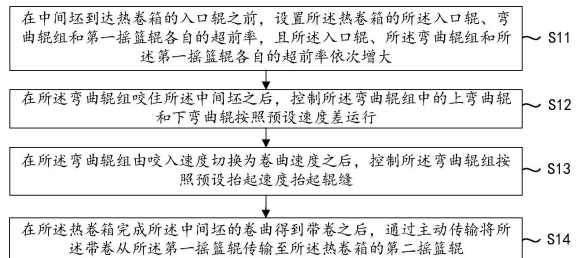 在中间坯到达热卷箱的入口辊之前，设置所述热卷箱的所述入口辊、弯
曲辊组和第一摇篮辊各自的超前率，且所述入口辊、所述弯曲辊组和所
述第一摇篮辊各自的超前率依次增大
S11
在所述弯曲辊组咬住所述中间坯之后，控制所述弯曲辊组中的上弯曲辊
和下弯曲辊按照预设速度差运行
S12
在所述弯曲辊组由咬入速度切换为卷曲速度之后，控制所述弯曲辊组按
照预设抬起速度抬起辊缝
S13
在所述热卷箱完成所述中间坯的卷曲得到带卷之后，通过主动传输将所
述带卷从所述第一摇篮辊传输至所述热卷箱的第二摇篮辊
S14